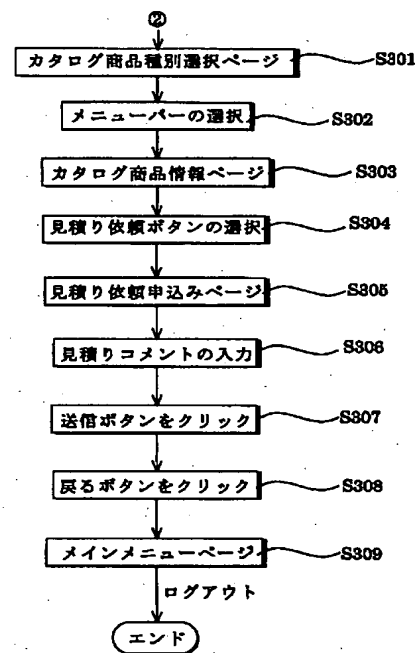 ②
カタログ商品種別選択ページ S301
メニューバーの選択 S302
カタログ商品情報ページ S303
見積り依頼ボタンの選択 S304
見積り依頼申込みページ S305
見積りコメントの入力 S306
送信ボタンをクリック S307
戻るボタンをクリック S308
メインメニューページ S309
ログアウト
エンド